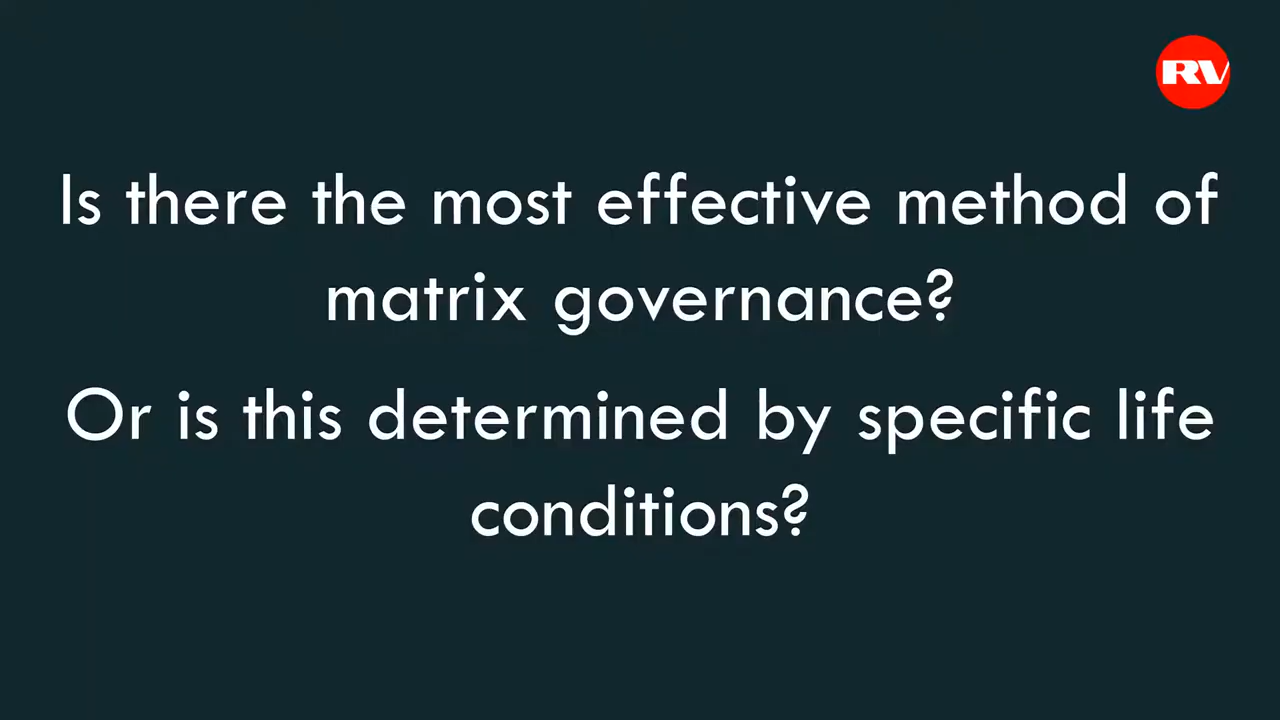 RV
Is there the most effective method of
matrix governance?
Or is this determined by specific life
conditions?